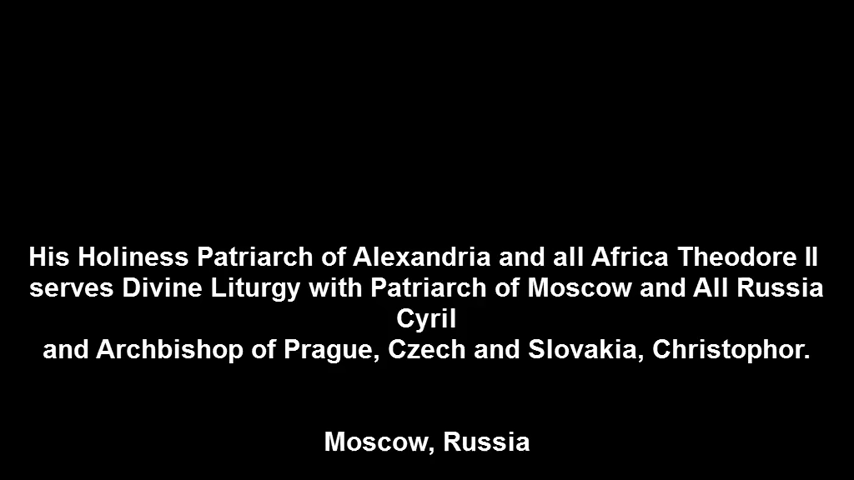 His Holiness Patriarch of Alexandria and all Africa Theodore II
serves Divine Liturgy with Patriarch of Moscow and All Russia
Cyril
and Archbishop of Prague, Czech and Slovakia, Christophor.
Moscow, Russia